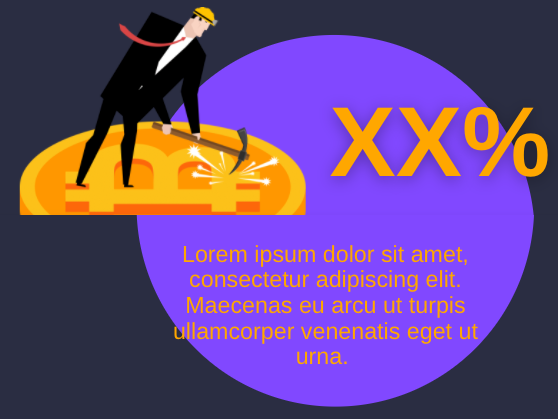 XX%
Lorem ipsum dolor sit amet,
consectetur adipiscing elit.
Maecenas eu arcu ut turpis
ullamcorper venenatis eget ut
urna.